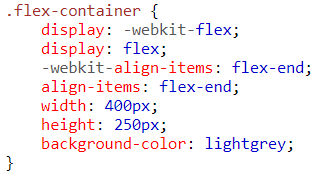 .flex-container {
    display: -webkit-flex;
    display: flex;
    -webkit-align-items: flex-end;
    align-items: flex-end;
    width: 400px;
    height: 250px;
    background-color: lightgrey;
}